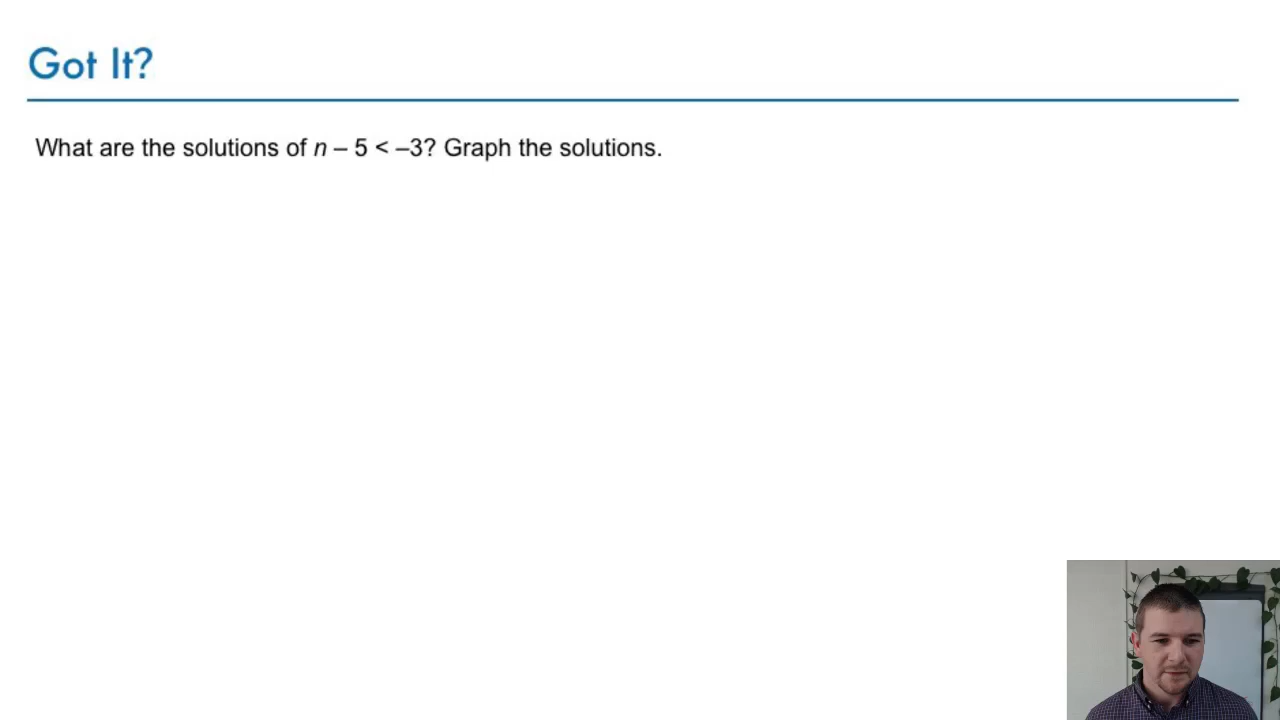 Got It?
What are the solutions of n – 5 < –3? Graph the solutions.